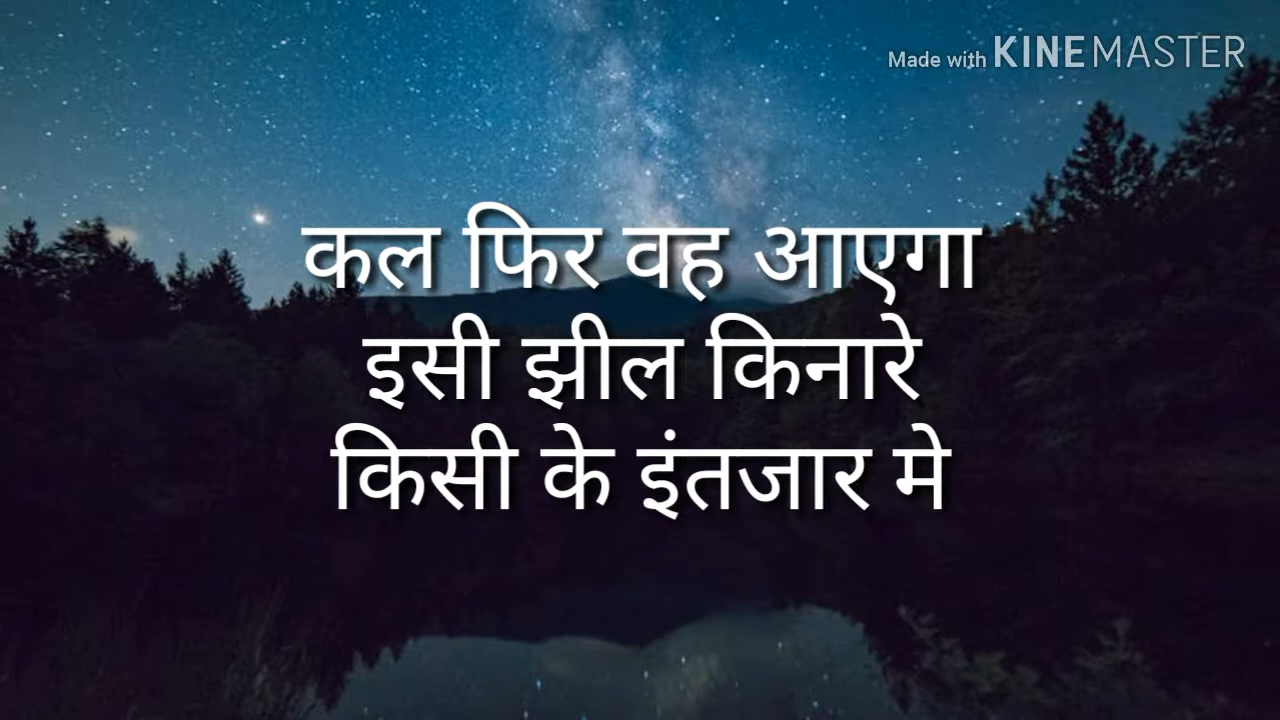 Made with KINEMASTER
कल फिर वह आएगा
इसी झील किनारे
किसी के इंतजार मे